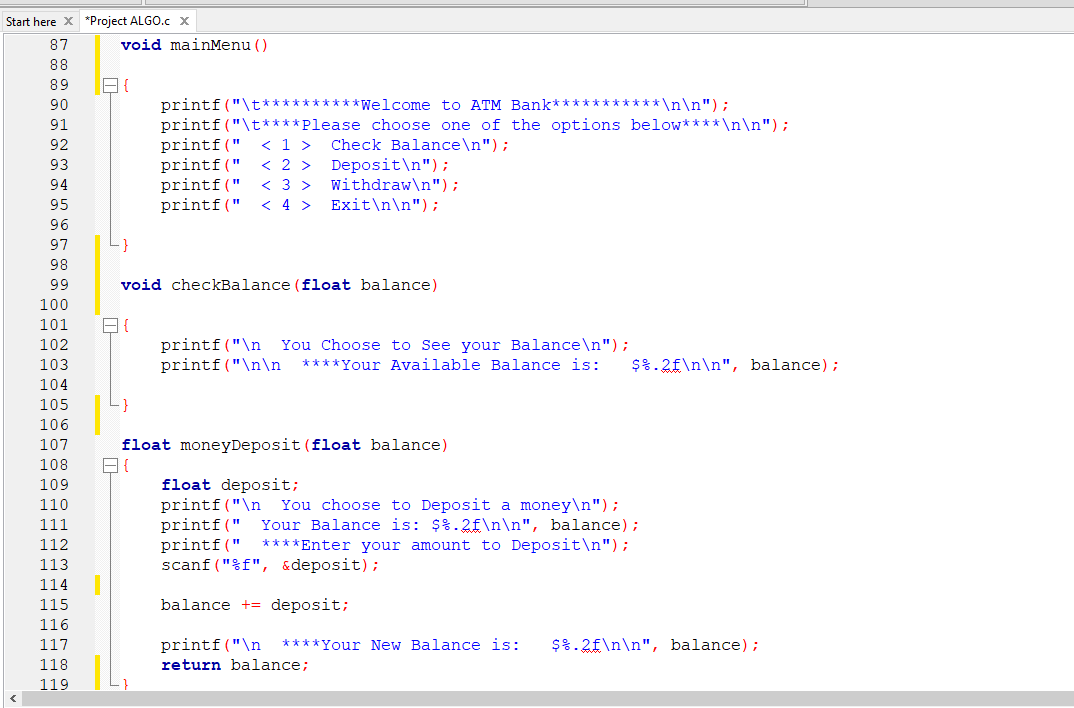 Start here
*Project ALGO.c
87 void mainMenu()
88
89 {
90 printf("\t**********Welcome to ATM Bank***********\n\n");
91 printf("\t****Please choose one of the options below****\n\n");
92 printf("  < 1 >  Check Balance\n");
93 printf("  < 2 >  Deposit\n");
94 printf("  < 3 >  Withdraw\n");
95 printf("  < 4 >  Exit\n\n");
96
97 }
98
99 void checkBalance(float balance)
100
101 {
102 printf("\n  You Choose to See your Balance\n");
103 printf("\n\n  ****Your Available Balance is:   $%.2f\n\n", balance);
104
105 }
106
107 float moneyDeposit(float balance)
108 {
109 float deposit;
110 printf("\n  You choose to Deposit a money\n");
111 printf("  Your Balance is: $%.2f\n\n", balance);
112 printf("  ****Enter your amount to Deposit\n");
113 scanf("%f", &deposit);
114
115 balance += deposit;
116
117 printf("\n  ****Your New Balance is:   $%.2f\n\n", balance);
118 return balance;
119 }